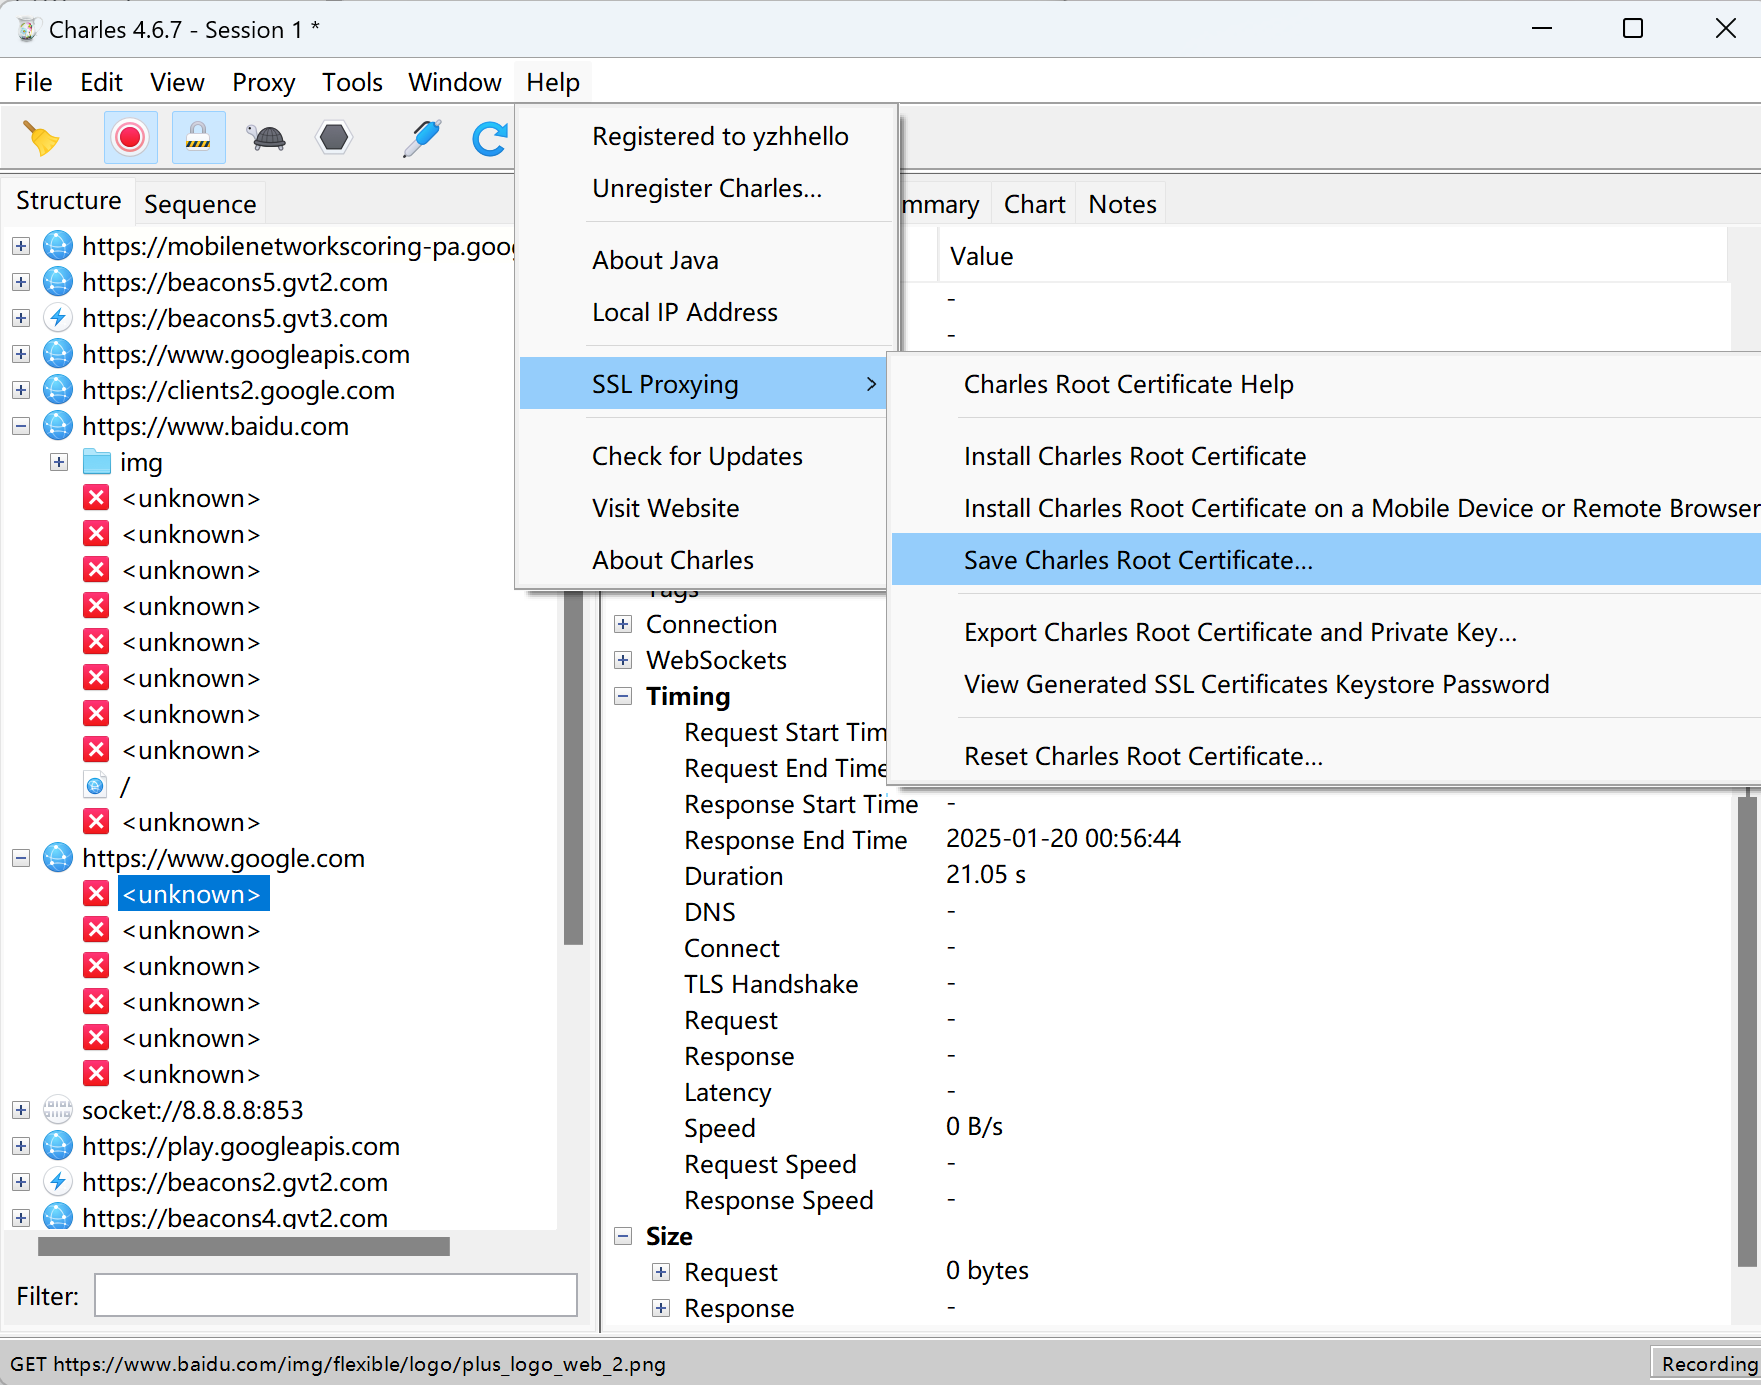 Charles 4.6.7 - Session 1 *
File Edit View Proxy Tools Window Help
Structure Sequence
https://mobilenetworkscoring-pa.goog
https://beacons5.gvt2.com
https://beacons5.gvt3.com
https://www.googleapis.com
https://clients2.google.com
https://www.baidu.com
img
<unknown>
<unknown>
<unknown>
<unknown>
<unknown>
<unknown>
<unknown>
<unknown>
/
<unknown>
https://www.google.com
<unknown>
<unknown>
<unknown>
<unknown>
<unknown>
<unknown>
socket://8.8.8.8:853
https://play.googleapis.com
https://beacons2.gvt2.com
https://beacons4.gvt2.com
Filter:
Registered to yzhhello
Unregister Charles...
About Java
Local IP Address
SSL Proxying >
Check for Updates
Visit Website
About Charles
Charles Root Certificate Help
Install Charles Root Certificate
Install Charles Root Certificate on a Mobile Device or Remote Browser
Save Charles Root Certificate...
Export Charles Root Certificate and Private Key...
View Generated SSL Certificates Keystore Password
Reset Charles Root Certificate...
mmary Chart Notes
Value
-
-
Tags
Connection
WebSockets
Timing
Request Start Tim
Request End Time
Response Start Time -
Response End Time 2025-01-20 00:56:44
Duration 21.05 s
DNS -
Connect -
TLS Handshake -
Request -
Response -
Latency -
Speed 0 B/s
Request Speed -
Response Speed -
Size
Request 0 bytes
Response -
GET https://www.baidu.com/img/flexible/logo/plus_logo_web_2.png
Recording